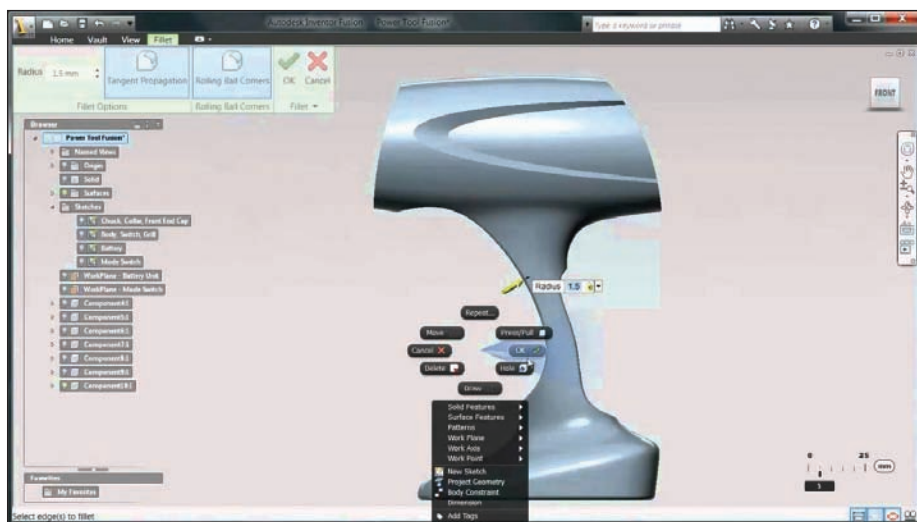 Autodesk Inventor Fusion Power Tool Fusion*
Type a keyword or phrase
Home Vault View Fillet
Radius 1.5 mm
Tangent Propagation
Rolling Ball Corners
OK Cancel
Fillet Options
Rolling Ball Corners
Fillet
FRONT
Browser
Power Tool Fusion*
Named Views
Origin
Solid
Surfaces
Sketches
Chuck, Collar, Front End Cap
Body, Switch, Grill
Battery
Mode Switch
WorkPlane - Battery Unit
WorkPlane - Mode Switch
Radius 1.5
Repeat...
Move
Press/Pull
Cancel
OK
Delete
Hole
Draw
Solid Features
Surface Features
Patterns
Work Plane
Work Axis
Work Point
New Sketch
Project Geometry
Body Constraint
Dimension
Add Tags
0 25
mm
Favorites
My Favorites
Select edge(s) to fillet